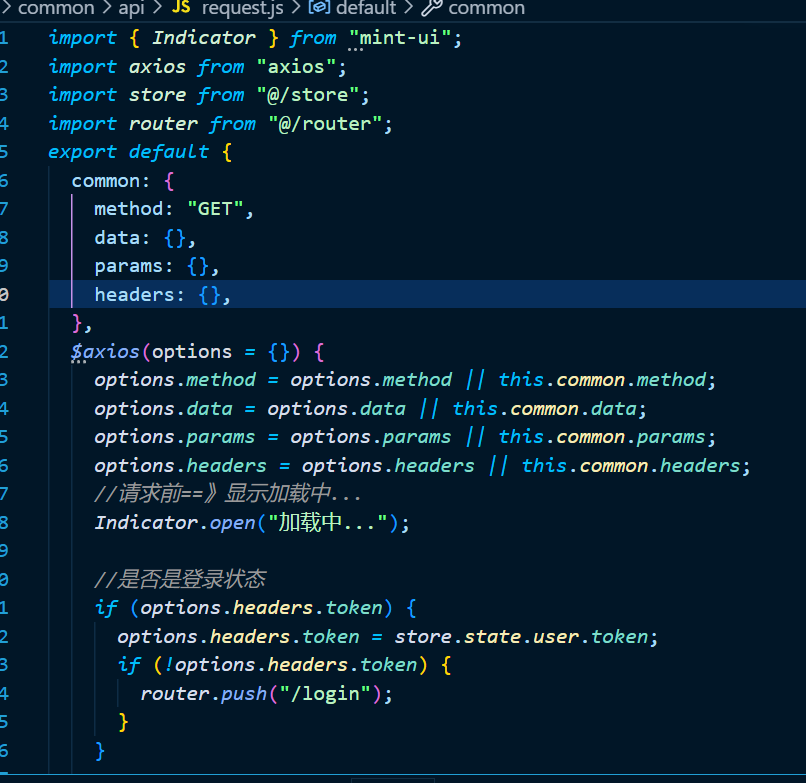 common > api > JS request.js > default > common
1 import { Indicator } from "mint-ui";
2 import axios from "axios";
3 import store from "@/store";
4 import router from "@/router";
5 export default {
6   common: {
7     method: "GET",
8     data: {},
9     params: {},
0     headers: {},
1   },
2   $axios(options = {}) {
3     options.method = options.method || this.common.method;
4     options.data = options.data || this.common.data;
5     options.params = options.params || this.common.params;
6     options.headers = options.headers || this.common.headers;
7     //请求前==》显示加载中...
8     Indicator.open("加载中...");
9
0     //是否是登录状态
1     if (options.headers.token) {
2       options.headers.token = store.state.user.token;
3       if (!options.headers.token) {
4         router.push("/login");
5       }
6     }